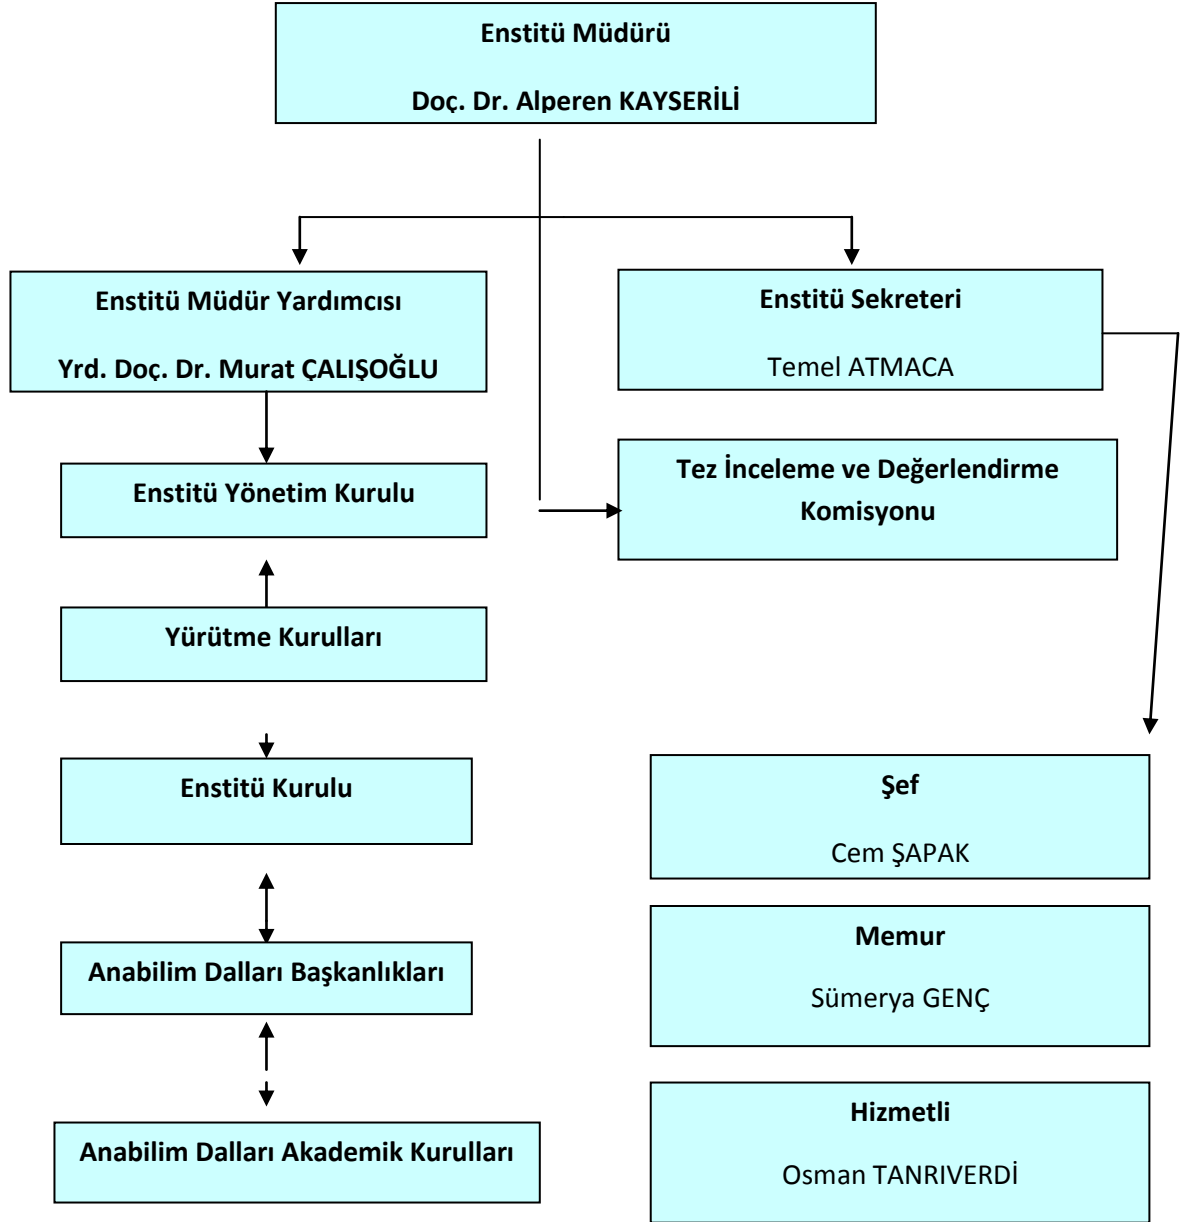 Enstitü Müdürü
Doç. Dr. Alperen KAYSERİLİ
Enstitü Müdür Yardımcısı
Yrd. Doç. Dr. Murat ÇALIŞOĞLU
Enstitü Sekreteri
Temel ATMACA
Enstitü Yönetim Kurulu
Tez İnceleme ve Değerlendirme
Komisyonu
Yürütme Kurulları
Enstitü Kurulu
Anabilim Dalları Başkanlıkları
Anabilim Dalları Akademik Kurulları
Şef
Cem ŞAPAK
Memur
Sümerya GENÇ
Hizmetli
Osman TANRIVERDİ